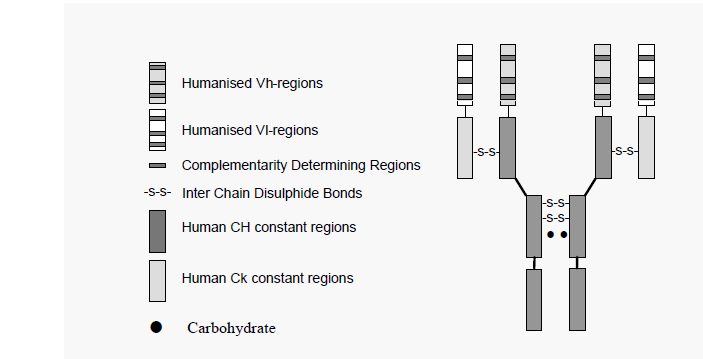 Humanised Vh-regions
Humanised Vl-regions
Complementarity Determining Regions
-s-s- Inter Chain Disulphide Bonds
Human CH constant regions
Human Ck constant regions
Carbohydrate
-s-s-
-s-s-
-s-s-
-s-s-